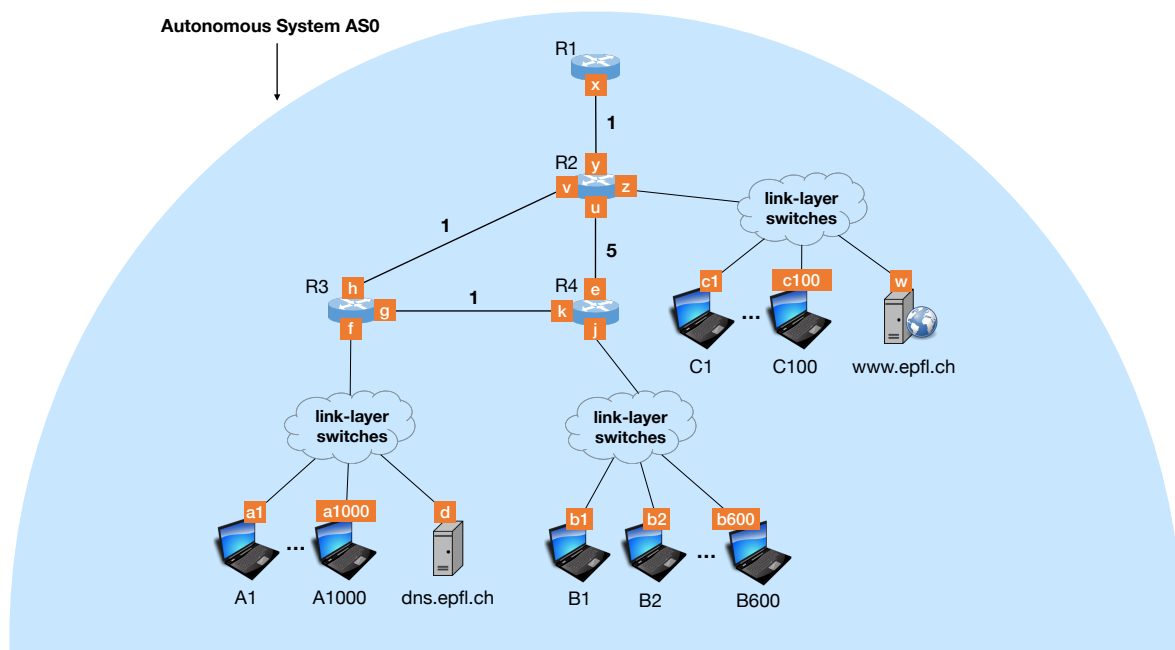 Autonomous System AS0
R1
x
1
R2
y
v
z
u
link-layer
switches
1
5
R3
h
g
f
1
R4
e
k
j
c1
c100
w
...
C1
C100
www.epfl.ch
link-layer
switches
link-layer
switches
a1
a1000
d
...
A1
A1000
dns.epfl.ch
b1
b2
b600
...
B1
B2
B600